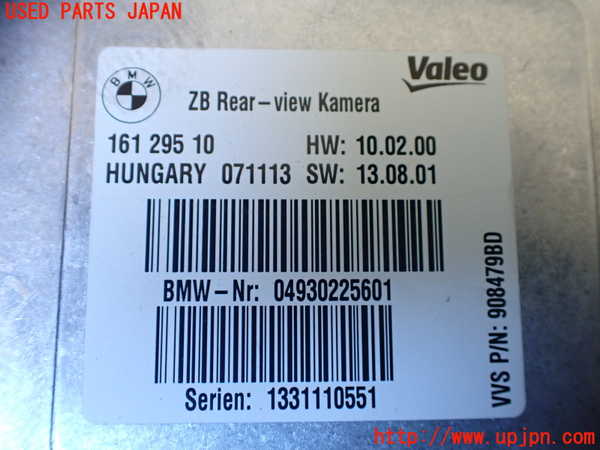 USED PARTS JAPAN
BMW
Valeo
ZB Rear-view Kamera
161 295 10 HW: 10.02.00
HUNGARY 071113 SW: 13.08.01
BMW-Nr: 04930225601
Serien: 1331110551
VVS P/N: 908479BD
http://www.upjpn.com/